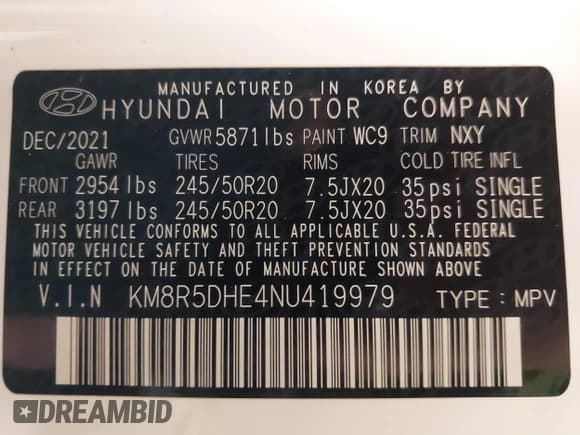 MANUFACTURED IN KOREA BY
HYUNDAI MOTOR COMPANY
DEC/2021 GVWR 5871lbs PAINT WC9 TRIM NXY
GAWR TIRES RIMS COLD TIRE INFL
FRONT 2954 lbs 245/50R20 7.5JX20 35psi SINGLE
REAR 3197 lbs 245/50R20 7.5JX20 35psi SINGLE
THIS VEHICLE CONFORMS TO ALL APPLICABLE U.S.A. FEDERAL
MOTOR VEHICLE SAFETY AND THEFT PREVENTION STANDARDS
IN EFFECT ON THE DATE OF MANUFACTURE SHOWN ABOVE.
V.I.N KM8R5DHE4NU419979 TYPE : MPV
DREAMBID